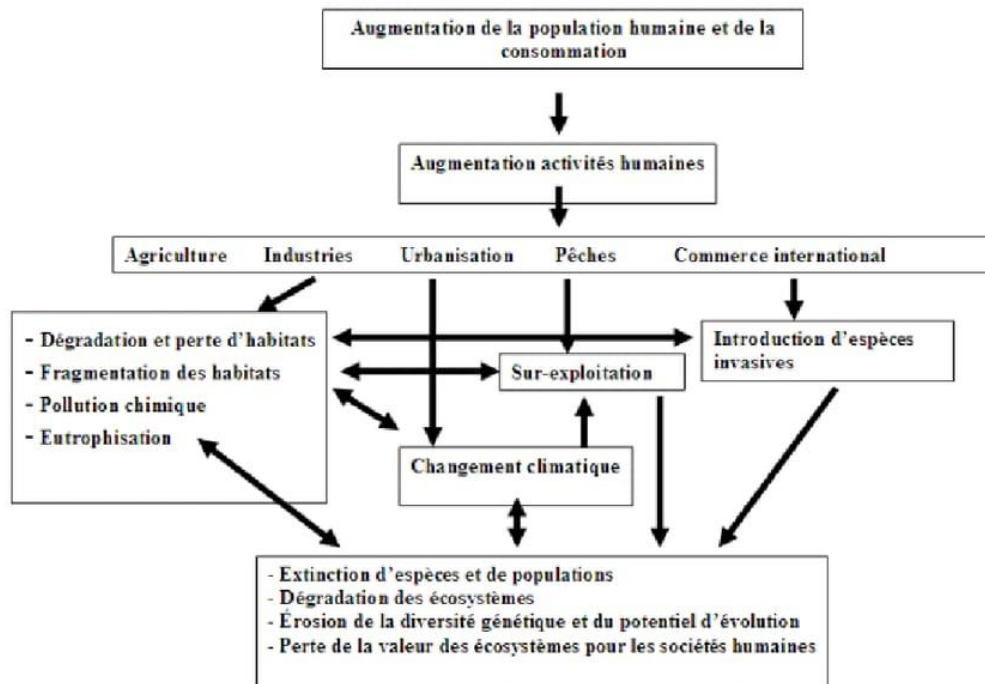 Augmentation de la population humaine et de la
consommation
Augmentation activités humaines
Agriculture Industries Urbanisation Pêches Commerce international
- Dégradation et perte d'habitats
- Fragmentation des habitats
- Pollution chimique
- Eutrophisation
Introduction d'espèces
invasives
Sur-exploitation
Changement climatique
- Extinction d'espèces et de populations
- Dégradation des écosystèmes
- Érosion de la diversité génétique et du potentiel d'évolution
- Perte de la valeur des écosystèmes pour les sociétés humaines